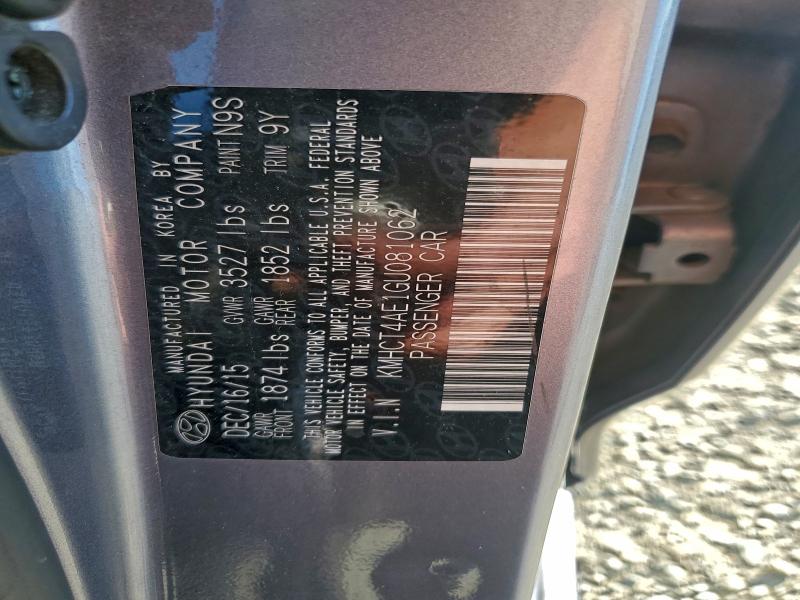 MANUFACTURED IN KOREA BY
HYUNDAI MOTOR COMPANY
DEC/16/15 GVWR 3527 lbs PAINT N9S
GAWR FRONT 1874 lbs GAWR REAR 1852 lbs TRIM 9Y
THIS VEHICLE CONFORMS TO ALL APPLICABLE U.S.A. FEDERAL
MOTOR VEHICLE SAFETY, BUMPER, AND THEFT PREVENTION STANDARDS
IN EFFECT ON THE DATE OF MANUFACTURE SHOWN ABOVE
V.I.N KMHCT4AE1GU081062
PASSENGER CAR